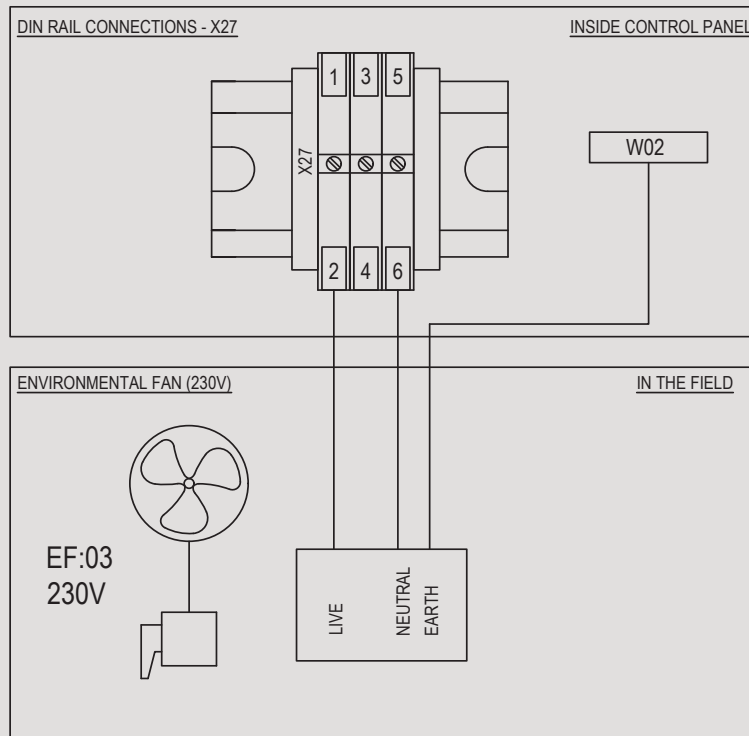 DIN RAIL CONNECTIONS - X27
INSIDE CONTROL PANEL
1 3 5
X27
W02
2 4 6
ENVIRONMENTAL FAN (230V)
IN THE FIELD
EF:03
230V
LIVE
NEUTRAL
EARTH